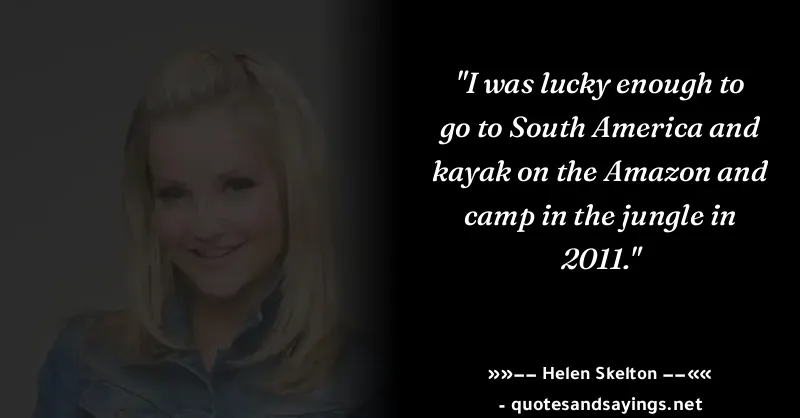 "I was lucky enough to
go to South America and
kayak on the Amazon and
camp in the jungle in
2011."
»»−− Helen Skelton −−««
- quotesandsayings.net